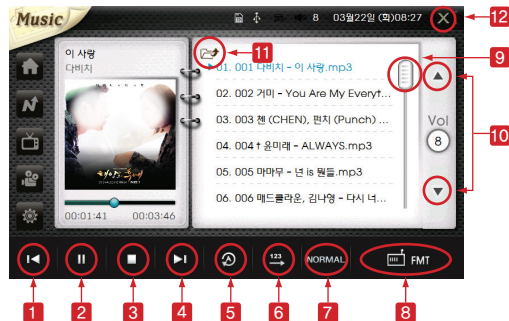 Music
8 03월22일 (화)08:27
12
이 사랑
다비치
11
9
01. 001 다비치 - 이 사랑.mp3
02. 002 거미 - You Are My Everyt...
03. 003 첸 (CHEN), 펀치 (Punch) ...
04. 004 † 윤미래 - ALWAYS.mp3
05. 005 마마무 - 넌 is 뭔들.mp3
06. 006 매드클라운, 김나영 - 다시 너...
10
Vol
8
00:01:41 00:03:46
A 123 NORMAL FMT
1 2 3 4 5 6 7 8